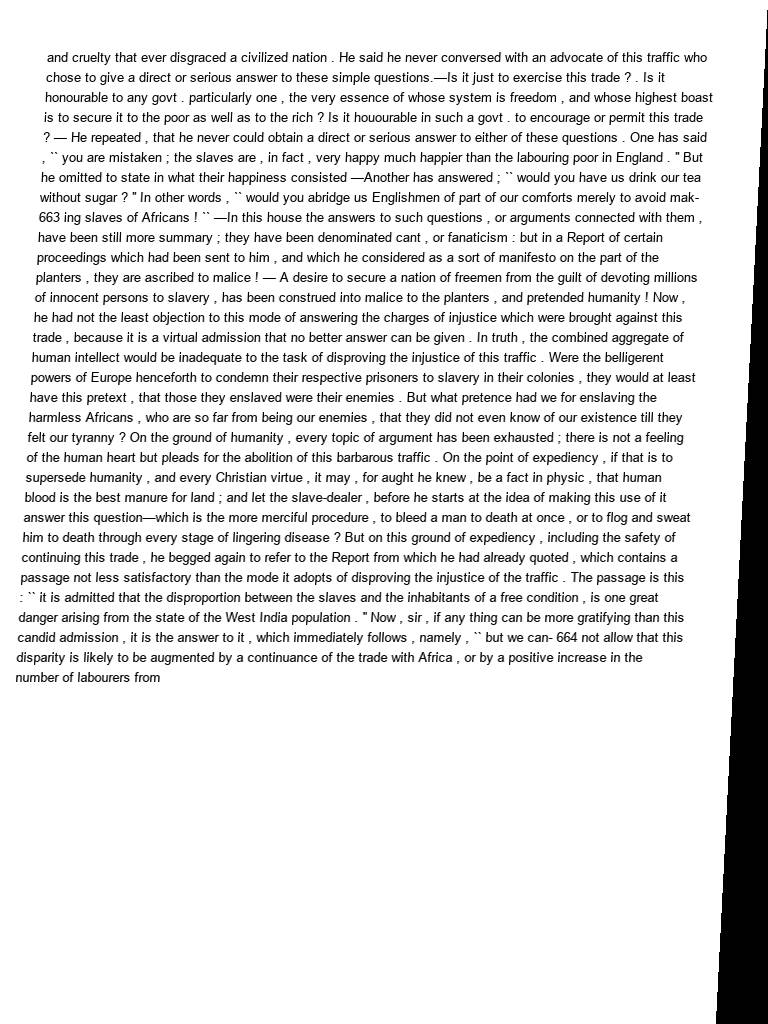 and cruelty that ever disgraced a civilized nation . He said he never conversed with an advocate of this traffic who
chose to give a direct or serious answer to these simple questions.—Is it just to exercise this trade ? . Is it
honourable to any govt . particularly one , the very essence of whose system is freedom , and whose highest boast
is to secure it to the poor as well as to the rich ? Is it houourable in such a govt . to encourage or permit this trade
? — He repeated , that he never could obtain a direct or serious answer to either of these questions . One has said
, `` you are mistaken ; the slaves are , in fact , very happy much happier than the labouring poor in England . " But
he omitted to state in what their happiness consisted —Another has answered ; `` would you have us drink our tea
without sugar ? " In other words , `` would you abridge us Englishmen of part of our comforts merely to avoid mak-
663 ing slaves of Africans ! `` —In this house the answers to such questions , or arguments connected with them ,
have been still more summary ; they have been denominated cant , or fanaticism : but in a Report of certain
proceedings which had been sent to him , and which he considered as a sort of manifesto on the part of the
planters , they are ascribed to malice ! — A desire to secure a nation of freemen from the guilt of devoting millions
of innocent persons to slavery , has been construed into malice to the planters , and pretended humanity ! Now ,
he had not the least objection to this mode of answering the charges of injustice which were brought against this
trade , because it is a virtual admission that no better answer can be given . In truth , the combined aggregate of
human intellect would be inadequate to the task of disproving the injustice of this traffic . Were the belligerent
powers of Europe henceforth to condemn their respective prisoners to slavery in their colonies , they would at least
have this pretext , that those they enslaved were their enemies . But what pretence had we for enslaving the
harmless Africans , who are so far from being our enemies , that they did not even know of our existence till they
felt our tyranny ? On the ground of humanity , every topic of argument has been exhausted ; there is not a feeling
of the human heart but pleads for the abolition of this barbarous traffic . On the point of expediency , if that is to
supersede humanity , and every Christian virtue , it may , for aught he knew , be a fact in physic , that human
blood is the best manure for land ; and let the slave-dealer , before he starts at the idea of making this use of it
answer this question—which is the more merciful procedure , to bleed a man to death at once , or to flog and sweat
him to death through every stage of lingering disease ? But on this ground of expediency , including the safety of
continuing this trade , he begged again to refer to the Report from which he had already quoted , which contains a
passage not less satisfactory than the mode it adopts of disproving the injustice of the traffic . The passage is this
: `` it is admitted that the disproportion between the slaves and the inhabitants of a free condition , is one great
danger arising from the state of the West India population . " Now , sir , if any thing can be more gratifying than this
candid admission , it is the answer to it , which immediately follows , namely , `` but we can- 664 not allow that this
disparity is likely to be augmented by a continuance of the trade with Africa , or by a positive increase in the
number of labourers from